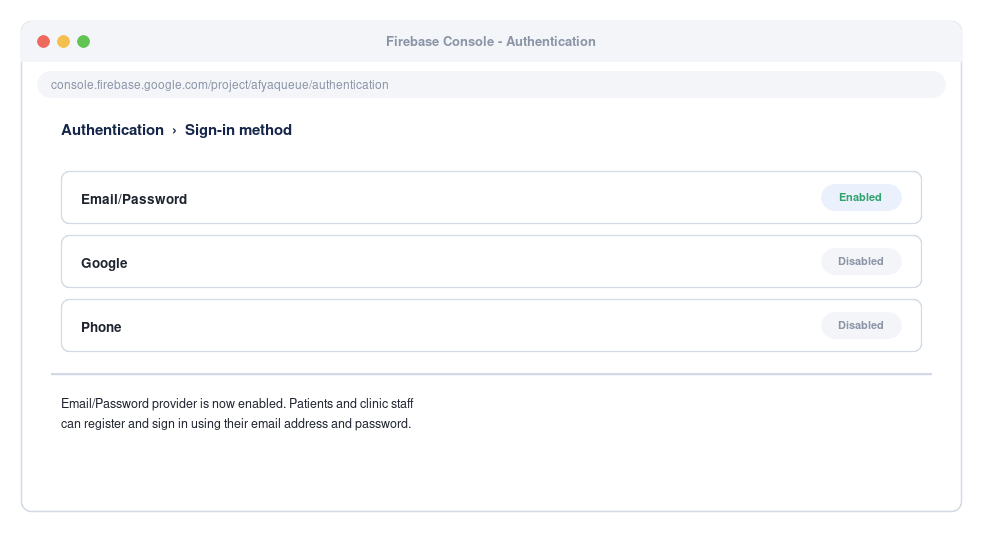 Firebase Console - Authentication
console.firebase.google.com/project/afyaqueue/authentication
Authentication › Sign-in method
Email/Password Enabled
Google Disabled
Phone Disabled
Email/Password provider is now enabled. Patients and clinic staff
can register and sign in using their email address and password.